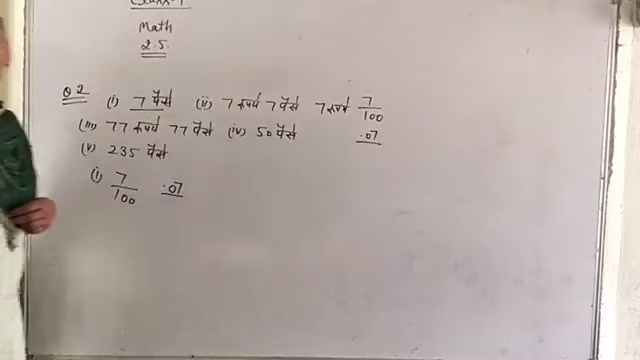 Math
2.5
Q 2 (i) 7 पैसे (ii) 7 रुपये 7 पैसे 7 रुपये 7/100
(iii) 77 रुपये 77 पैसे (iv) 50 पैसे .07
(v) 235 पैसे
(i) 7/100 .07